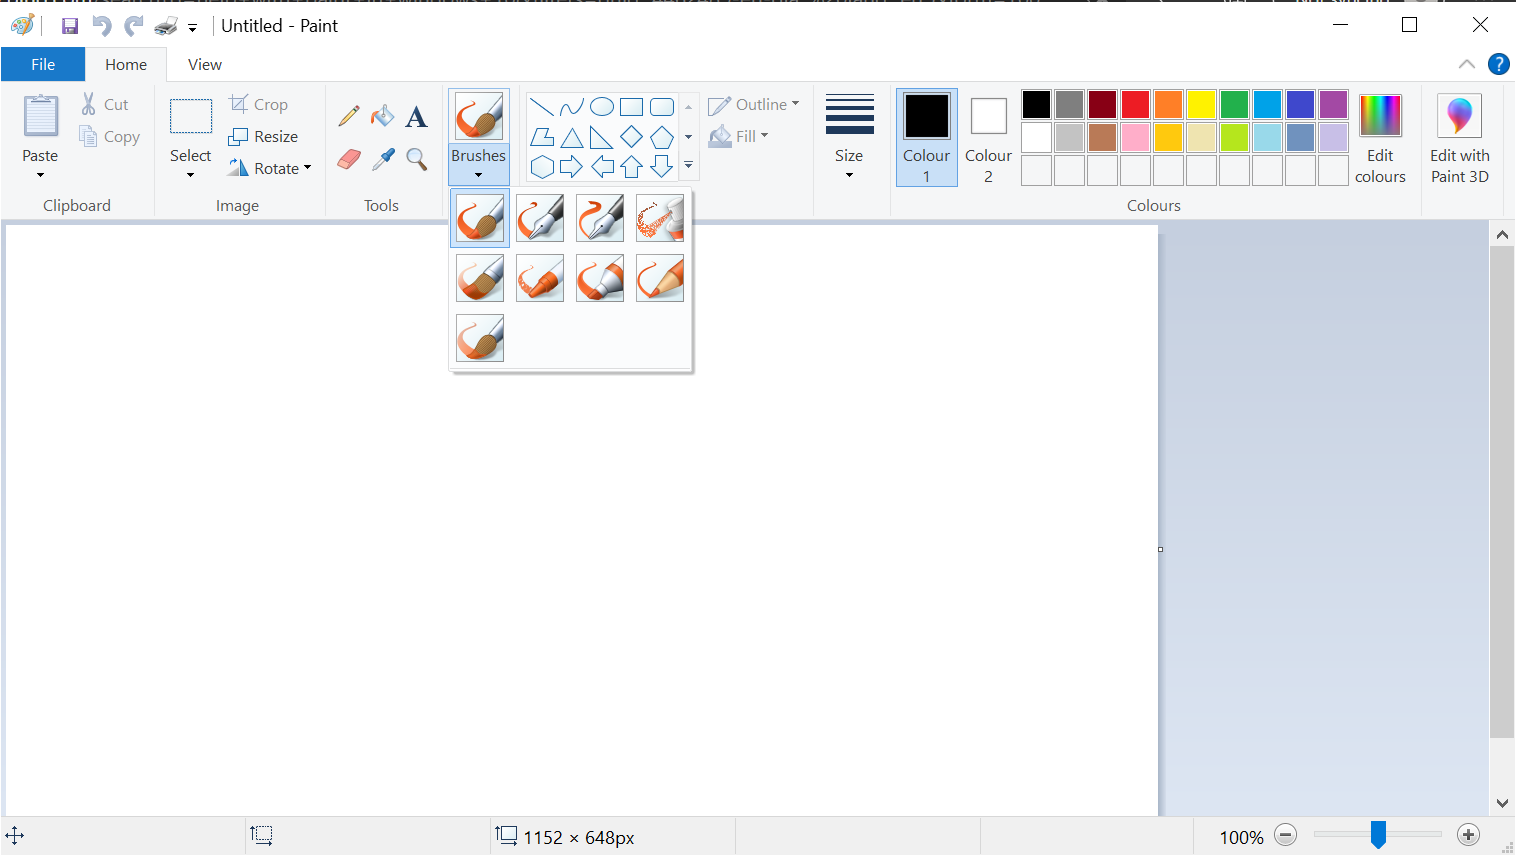 Untitled - Paint
File
Home
View
Paste
Cut
Copy
Clipboard
Select
Crop
Resize
Rotate
Image
A
Tools
Brushes
Outline
Fill
Size
Colour
1
Colour
2
Edit
colours
Edit with
Paint 3D
Colours
?
1152 × 648px
100%